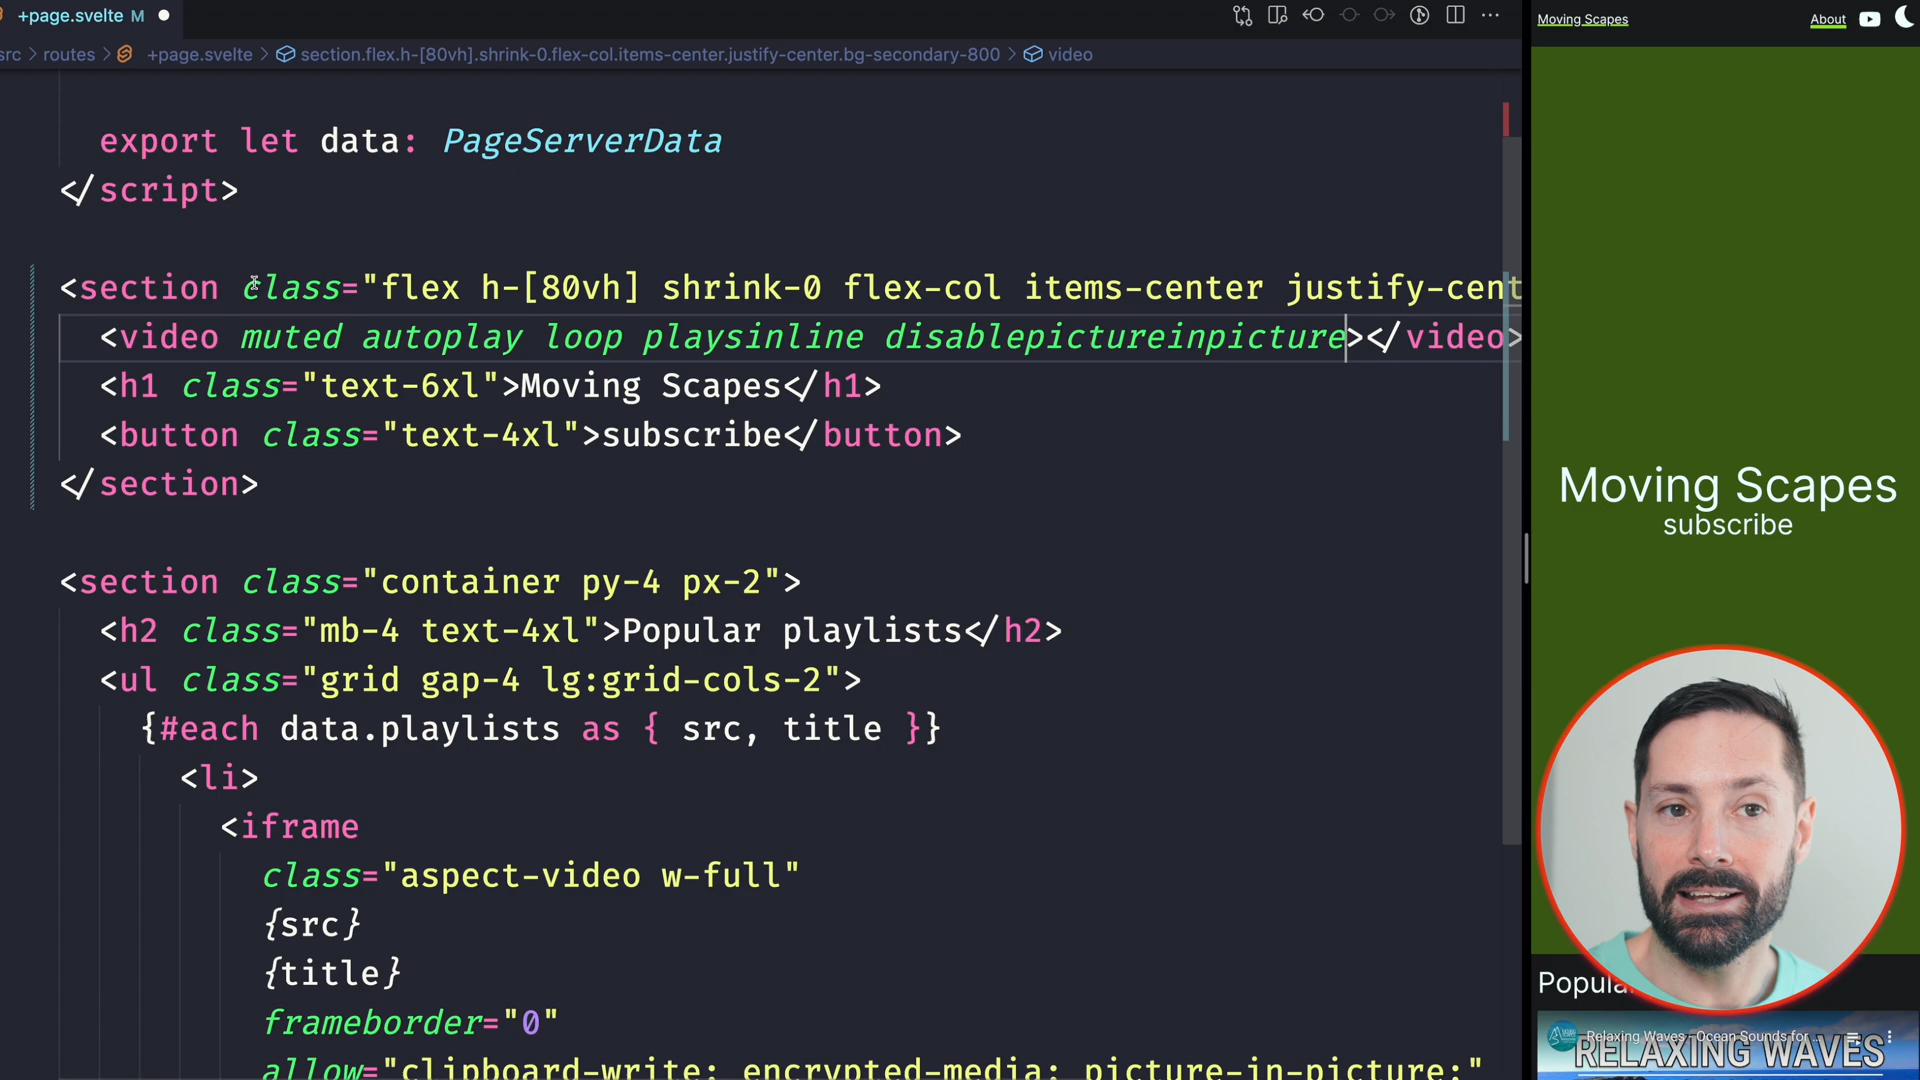 +page.svelte M
src > routes > +page.svelte > section.flex.h-[80vh].shrink-0.flex-col.items-center.justify-center.bg-secondary-800 > video
export let data: PageServerData
</script>
<section class="flex h-[80vh] shrink-0 flex-col items-center justify-cent
<video muted autoplay loop playsinline disablepictureinpicture></video>
<h1 class="text-6xl">Moving Scapes</h1>
<button class="text-4xl">subscribe</button>
</section>
<section class="container py-4 px-2">
<h2 class="mb-4 text-4xl">Popular playlists</h2>
<ul class="grid gap-4 lg:grid-cols-2">
{#each data.playlists as { src, title }}
<li>
<iframe
class="aspect-video w-full"
{src}
{title}
frameborder="0"
allow="clipboard-write; encrypted-media; picture-in-picture;"
Moving Scapes
About
Moving Scapes
subscribe
Popula
Relaxing Waves - Ocean Sounds for ...
RELAXING WAVES